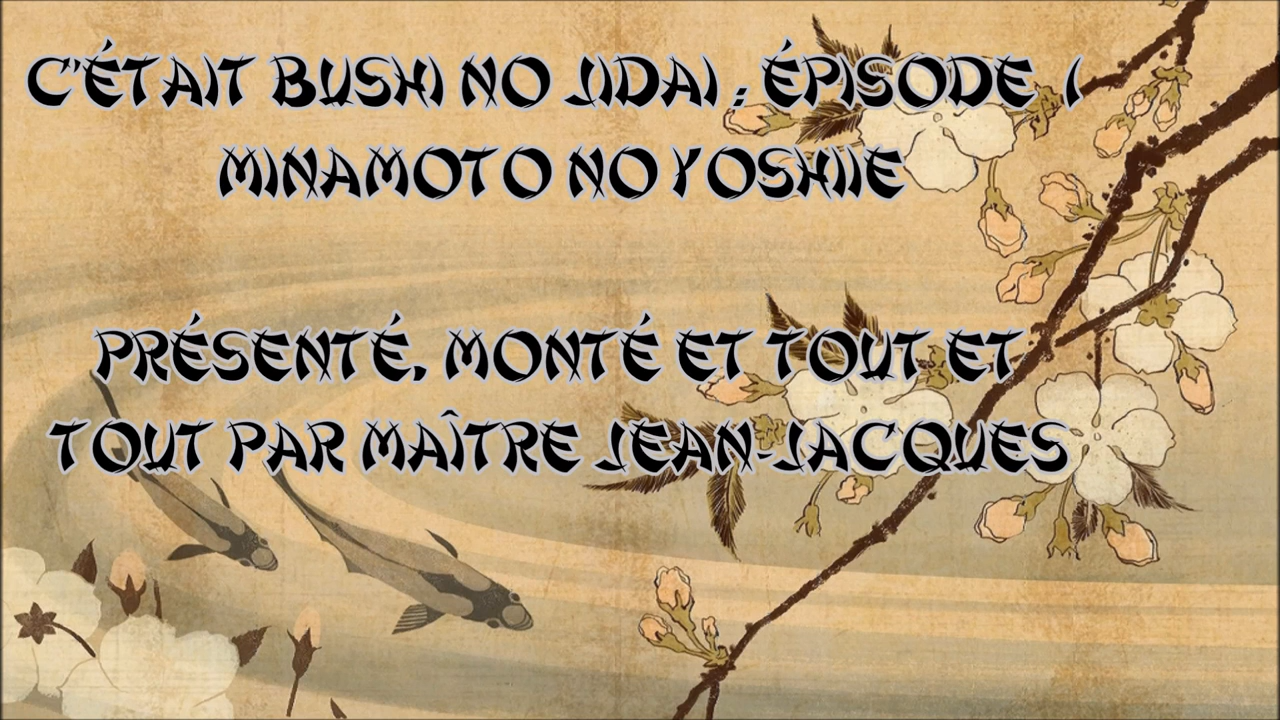 C'ÉTAIT BUSHI NO JIDAI : ÉPISODE 1
MINAMOTO NO YOSHIIE
PRÉSENTÉ, MONTÉ ET TOUT ET
TOUT PAR MAÎTRE JEAN-JACQUES